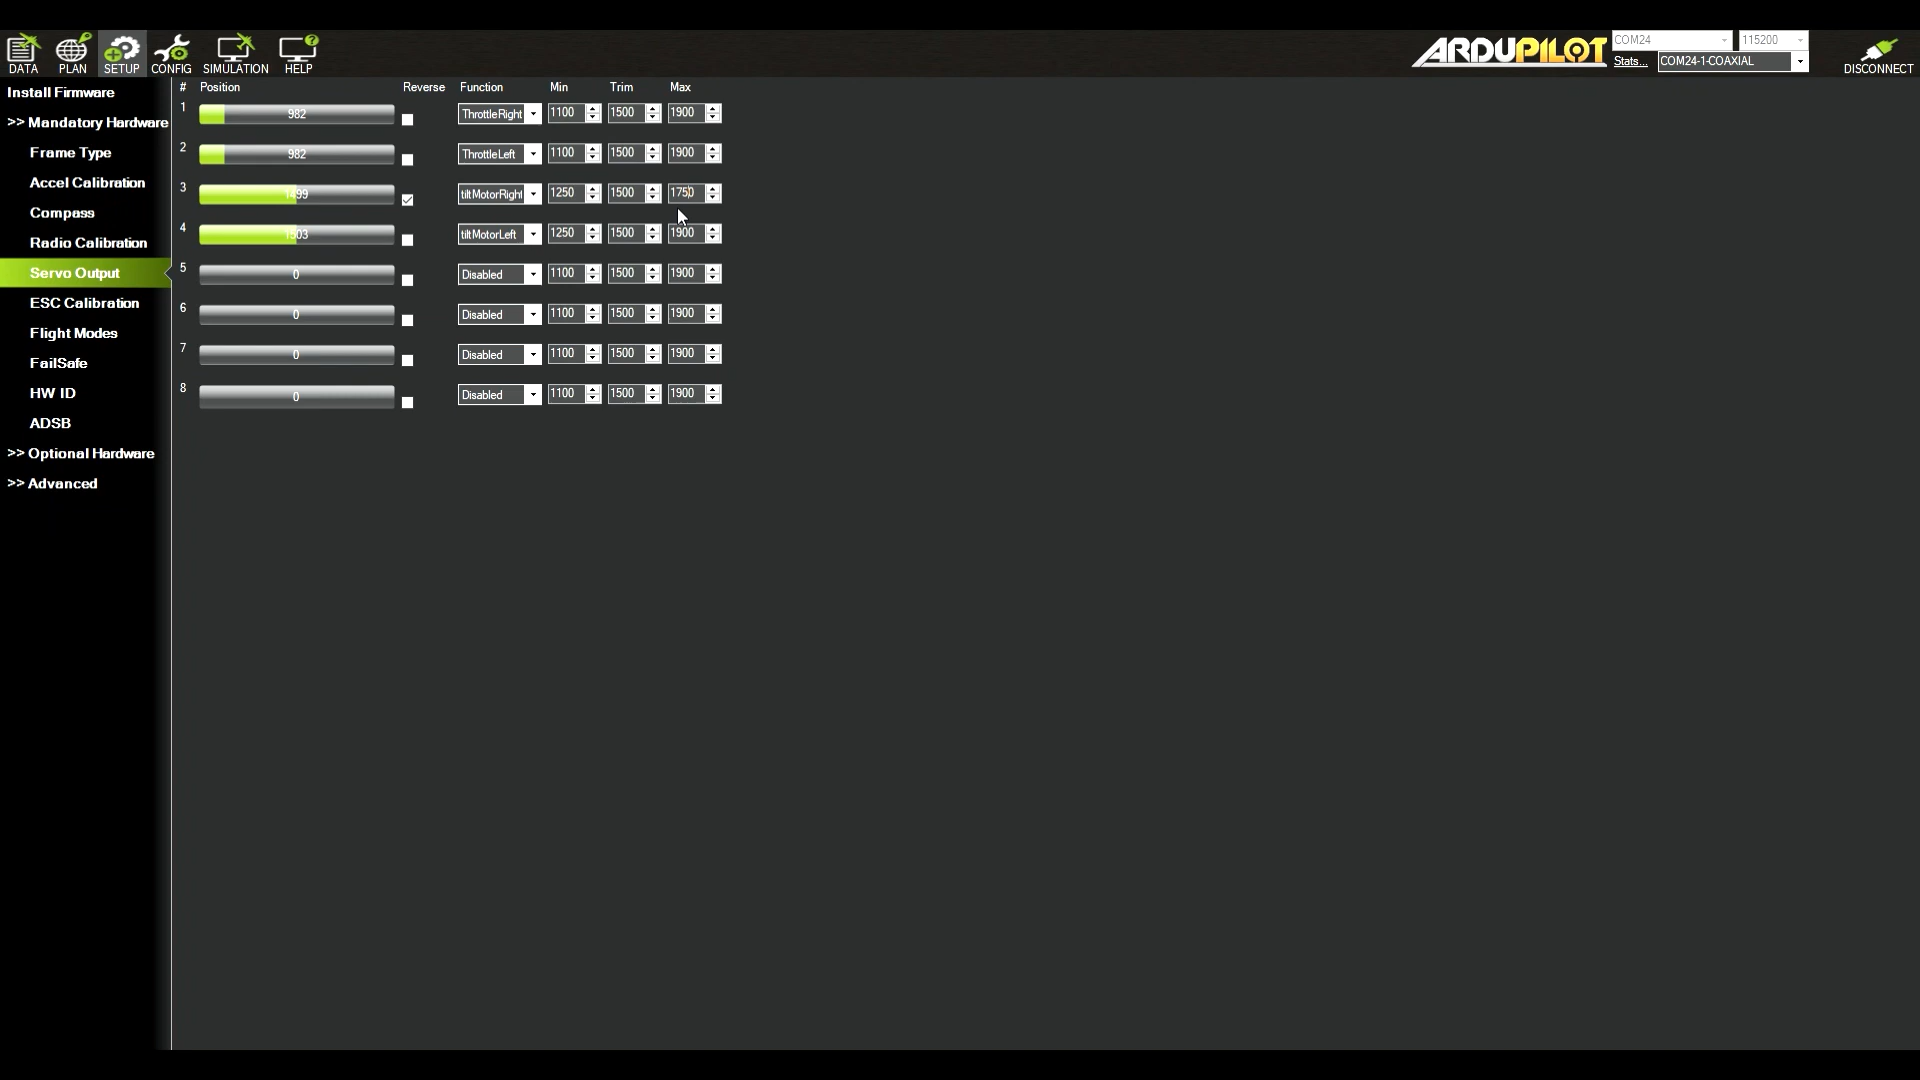 DATA PLAN SETUP CONFIG SIMULATION HELP
ARDUPILOT
COM24 115200
Stats... COM24-1-COAXIAL
DISCONNECT
Install Firmware
>> Mandatory Hardware
Frame Type
Accel Calibration
Compass
Radio Calibration
Servo Output
ESC Calibration
Flight Modes
FailSafe
HW ID
ADSB
>> Optional Hardware
>> Advanced
# Position Reverse Function Min Trim Max
1 982 ThrottleRight 1100 1500 1900
2 982 ThrottleLeft 1100 1500 1900
3 1499 tiltMotorRight 1250 1500 1750
4 1503 tiltMotorLeft 1250 1500 1900
5 0 Disabled 1100 1500 1900
6 0 Disabled 1100 1500 1900
7 0 Disabled 1100 1500 1900
8 0 Disabled 1100 1500 1900